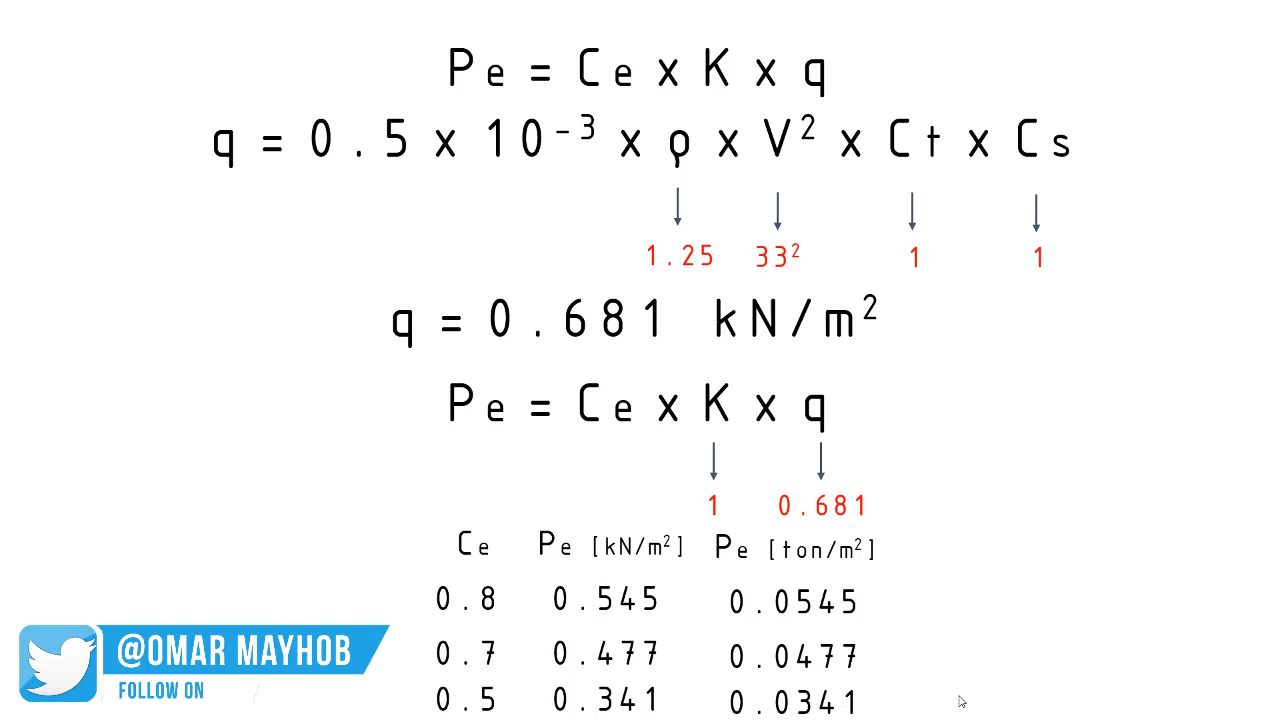 Pe = Ce x K x q
q = 0.5 x 10⁻³ x ρ x V² x Ct x Cs
1.25 33² 1 1
q = 0.681 kN/m²
Pe = Ce x K x q
1 0.681
Ce Pe [kN/m²] Pe [ton/m²]
0.8 0.545 0.0545
0.7 0.477 0.0477
0.5 0.341 0.0341
@OMAR MAYHOB
FOLLOW ON